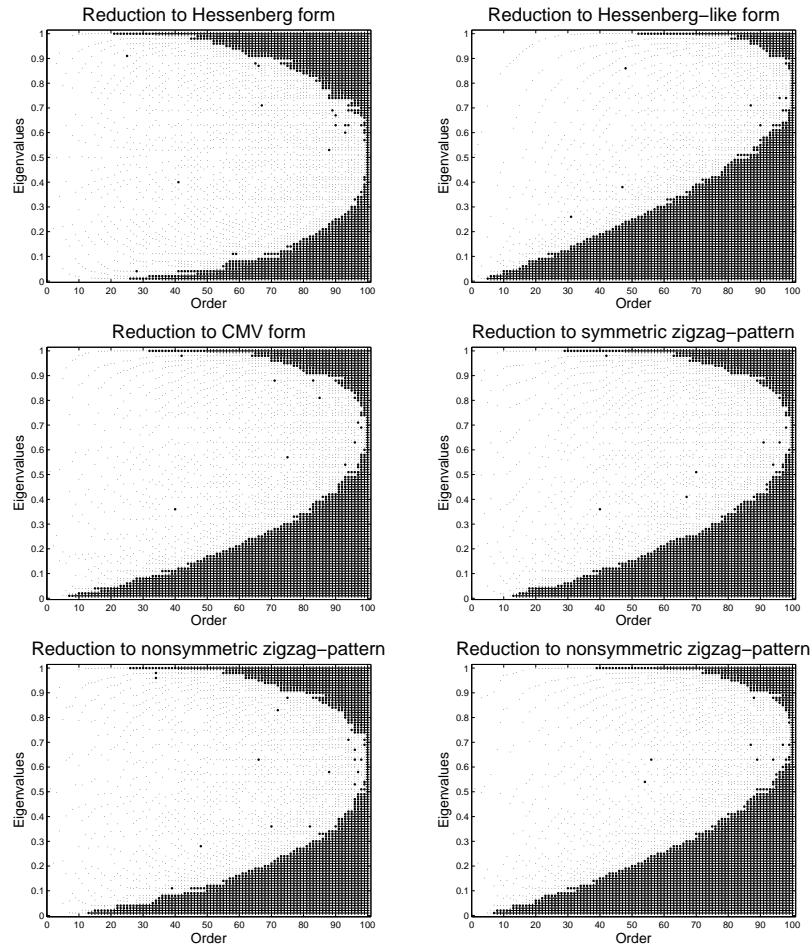 Reduction to Hessenberg form
Eigenvalues
1
0.9
0.8
0.7
0.6
0.5
0.4
0.3
0.2
0.1
0
0 10 20 30 40 50 60 70 80 90 100
Order
Reduction to Hessenberg−like form
Eigenvalues
1
0.9
0.8
0.7
0.6
0.5
0.4
0.3
0.2
0.1
0
0 10 20 30 40 50 60 70 80 90 100
Order
Reduction to CMV form
Eigenvalues
1
0.9
0.8
0.7
0.6
0.5
0.4
0.3
0.2
0.1
0
0 10 20 30 40 50 60 70 80 90 100
Order
Reduction to symmetric zigzag−pattern
Eigenvalues
1
0.9
0.8
0.7
0.6
0.5
0.4
0.3
0.2
0.1
0
0 10 20 30 40 50 60 70 80 90 100
Order
Reduction to nonsymmetric zigzag−pattern
Eigenvalues
1
0.9
0.8
0.7
0.6
0.5
0.4
0.3
0.2
0.1
0
0 10 20 30 40 50 60 70 80 90 100
Order
Reduction to nonsymmetric zigzag−pattern
Eigenvalues
1
0.9
0.8
0.7
0.6
0.5
0.4
0.3
0.2
0.1
0
0 10 20 30 40 50 60 70 80 90 100
Order